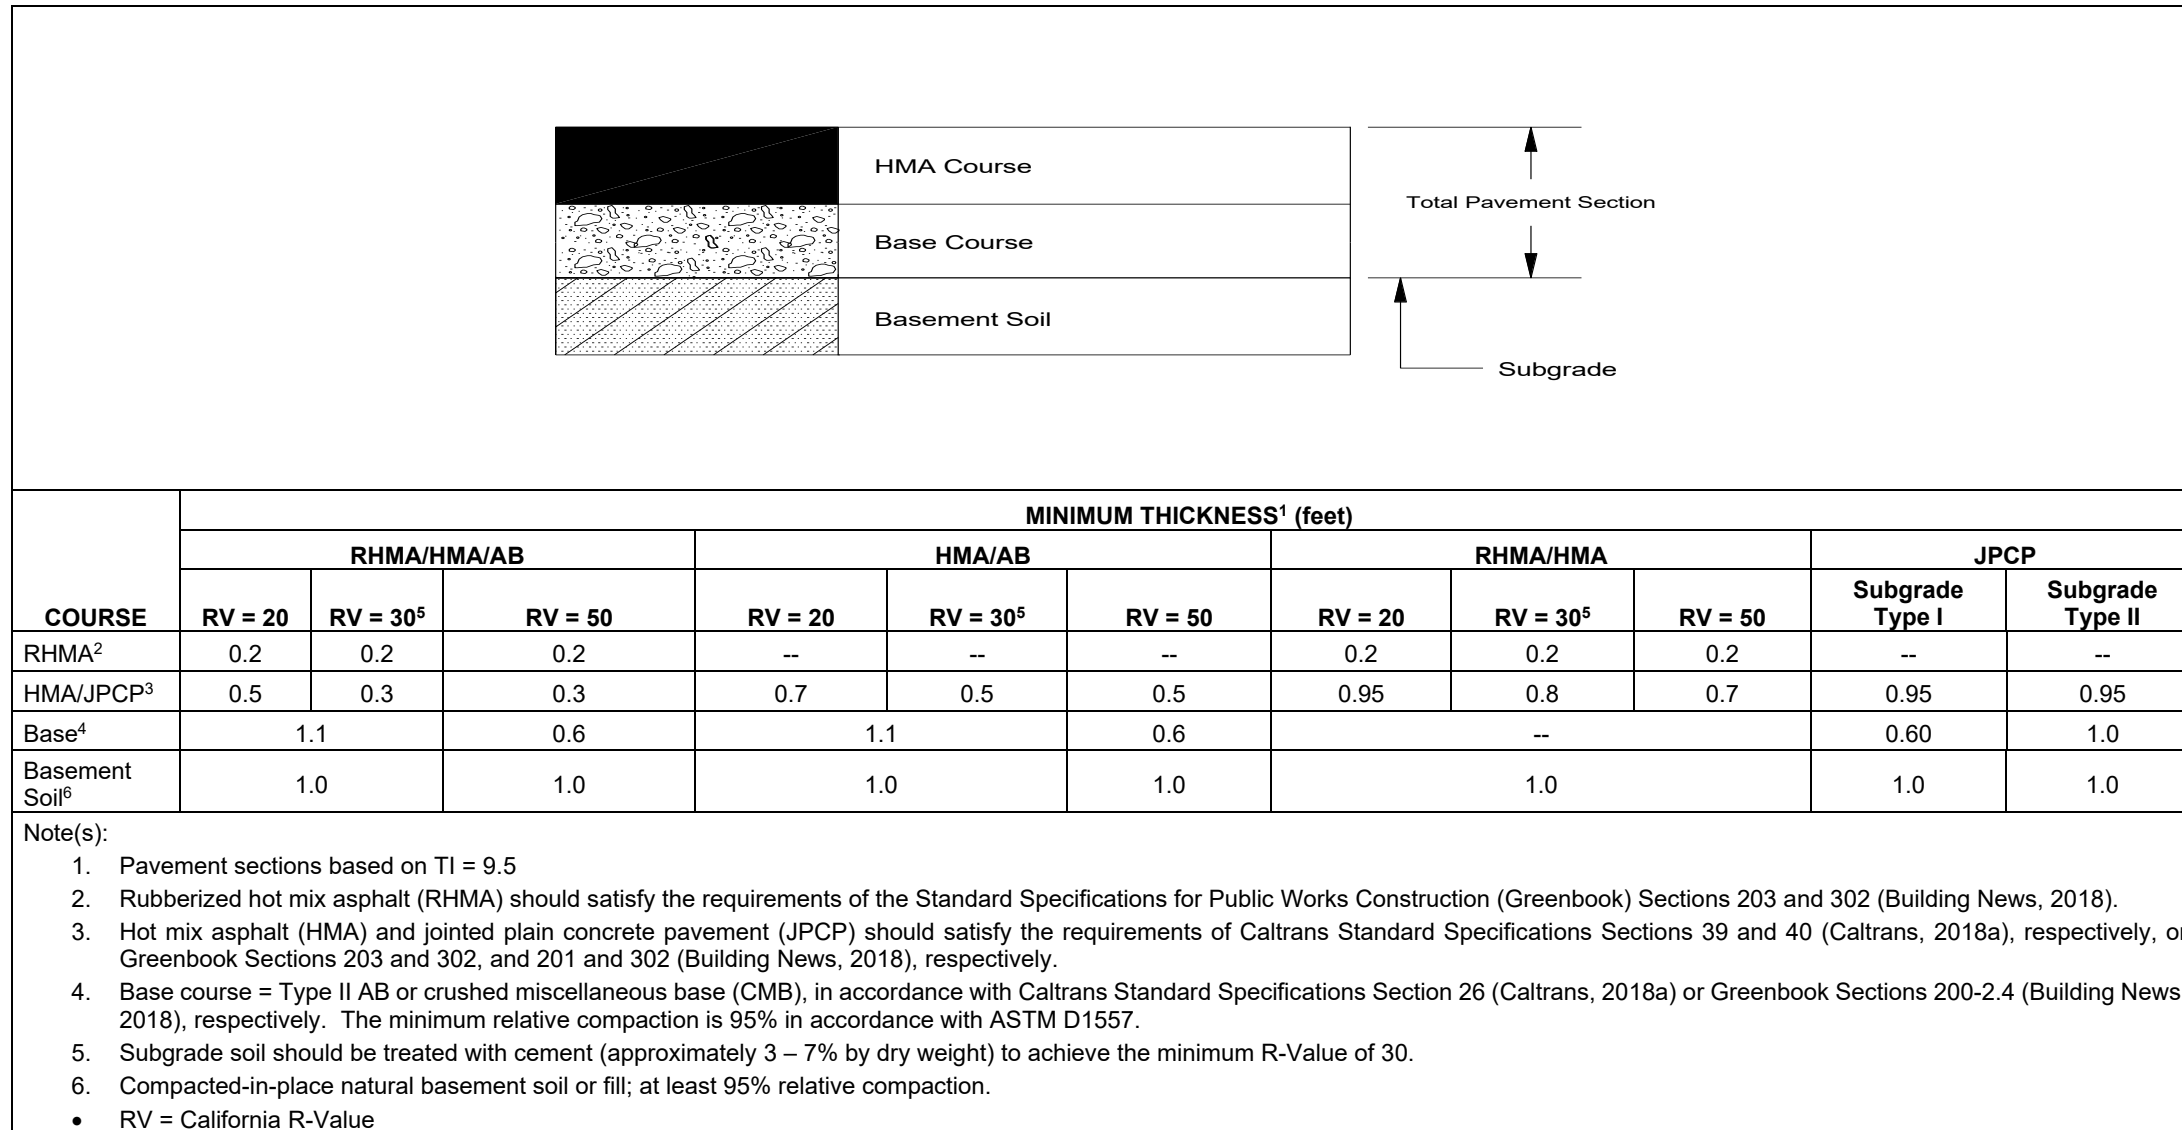 HMA Course
Total Pavement Section
Base Course
Basement Soil
Subgrade
MINIMUM THICKNESS¹ (feet)
RHMA/HMA/AB HMA/AB RHMA/HMA JPCP
COURSE RV = 20 RV = 30⁵ RV = 50 RV = 20 RV = 30⁵ RV = 50 RV = 20 RV = 30⁵ RV = 50 Subgrade Type I Subgrade Type II
RHMA² 0.2 0.2 0.2 -- -- -- 0.2 0.2 0.2 -- --
HMA/JPCP³ 0.5 0.3 0.3 0.7 0.5 0.5 0.95 0.8 0.7 0.95 0.95
Base⁴ 1.1 0.6 1.1 0.6 -- 0.60 1.0
Basement Soil⁶ 1.0 1.0 1.0 1.0 1.0 1.0 1.0
Note(s):
1. Pavement sections based on TI = 9.5
2. Rubberized hot mix asphalt (RHMA) should satisfy the requirements of the Standard Specifications for Public Works Construction (Greenbook) Sections 203 and 302 (Building News, 2018).
3. Hot mix asphalt (HMA) and jointed plain concrete pavement (JPCP) should satisfy the requirements of Caltrans Standard Specifications Sections 39 and 40 (Caltrans, 2018a), respectively, or
Greenbook Sections 203 and 302, and 201 and 302 (Building News, 2018), respectively.
4. Base course = Type II AB or crushed miscellaneous base (CMB), in accordance with Caltrans Standard Specifications Section 26 (Caltrans, 2018a) or Greenbook Sections 200-2.4 (Building News
2018), respectively. The minimum relative compaction is 95% in accordance with ASTM D1557.
5. Subgrade soil should be treated with cement (approximately 3 – 7% by dry weight) to achieve the minimum R-Value of 30.
6. Compacted-in-place natural basement soil or fill; at least 95% relative compaction.
• RV = California R-Value